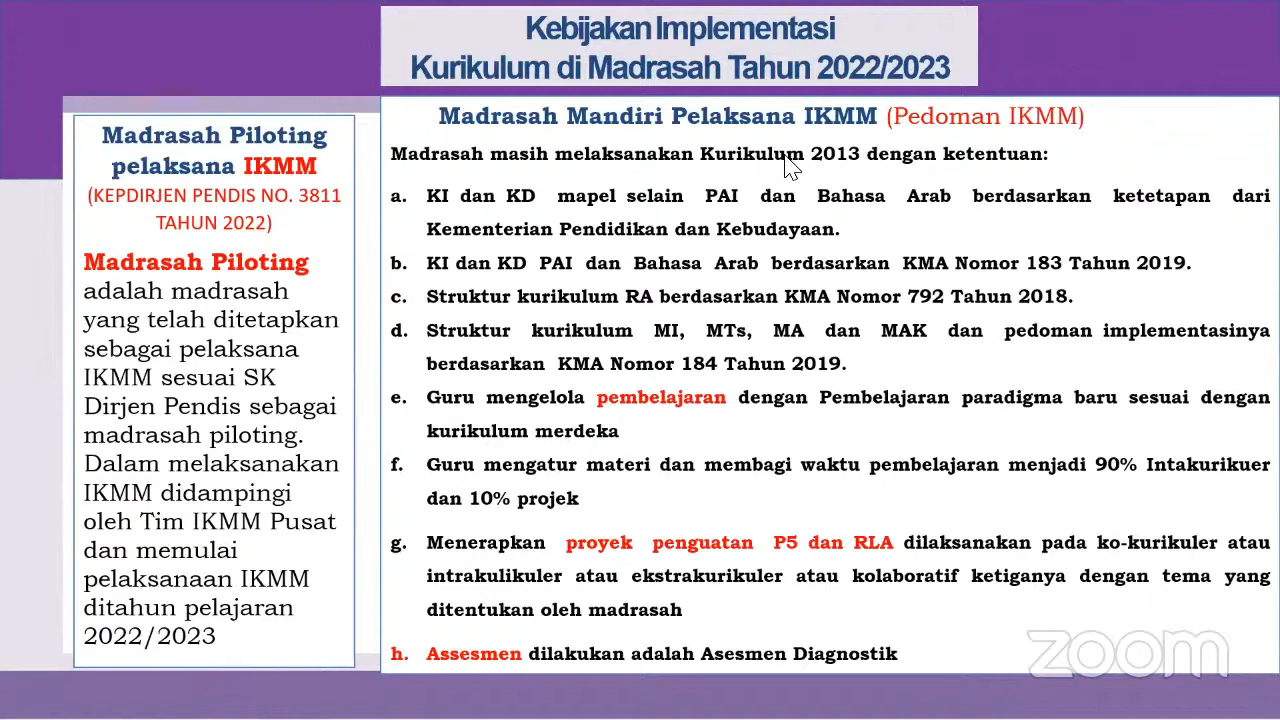 Kebijakan Implementasi
Kurikulum di Madrasah Tahun 2022/2023
Madrasah Piloting
pelaksana IKMM
(KEPDIRJEN PENDIS NO. 3811
TAHUN 2022)
Madrasah Piloting
adalah madrasah
yang telah ditetapkan
sebagai pelaksana
IKMM sesuai SK
Dirjen Pendis sebagai
madrasah piloting.
Dalam melaksanakan
IKMM didampingi
oleh Tim IKMM Pusat
dan memulai
pelaksanaan IKMM
ditahun pelajaran
2022/2023
Madrasah Mandiri Pelaksana IKMM (Pedoman IKMM)
Madrasah masih melaksanakan Kurikulum 2013 dengan ketentuan:
a. KI dan KD mapel selain PAI dan Bahasa Arab berdasarkan ketetapan dari
Kementerian Pendidikan dan Kebudayaan.
b. KI dan KD PAI dan Bahasa Arab berdasarkan KMA Nomor 183 Tahun 2019.
c. Struktur kurikulum RA berdasarkan KMA Nomor 792 Tahun 2018.
d. Struktur kurikulum MI, MTs, MA dan MAK dan pedoman implementasinya
berdasarkan KMA Nomor 184 Tahun 2019.
e. Guru mengelola pembelajaran dengan Pembelajaran paradigma baru sesuai dengan
kurikulum merdeka
f. Guru mengatur materi dan membagi waktu pembelajaran menjadi 90% Intakurikuer
dan 10% projek
g. Menerapkan proyek penguatan P5 dan RLA dilaksanakan pada ko-kurikuler atau
intrakulikuler atau ekstrakurikuler atau kolaboratif ketiganya dengan tema yang
ditentukan oleh madrasah
h. Assesmen dilakukan adalah Asesmen Diagnostik
zoom